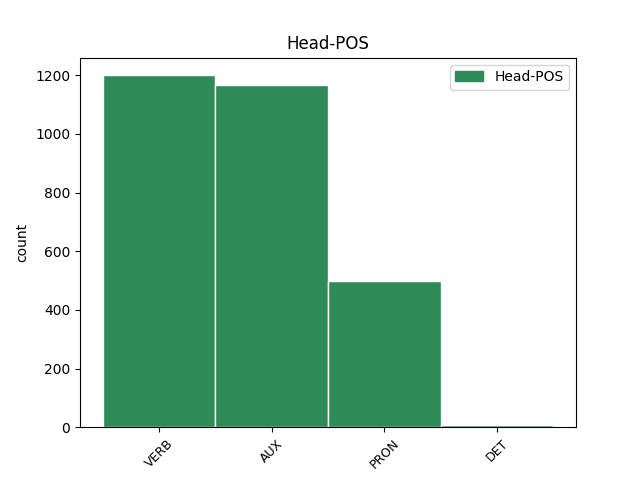 Head-POS
Head-POS
1200
1000
800
600
400
200
0
count
VERB
AUX
PRON
DET